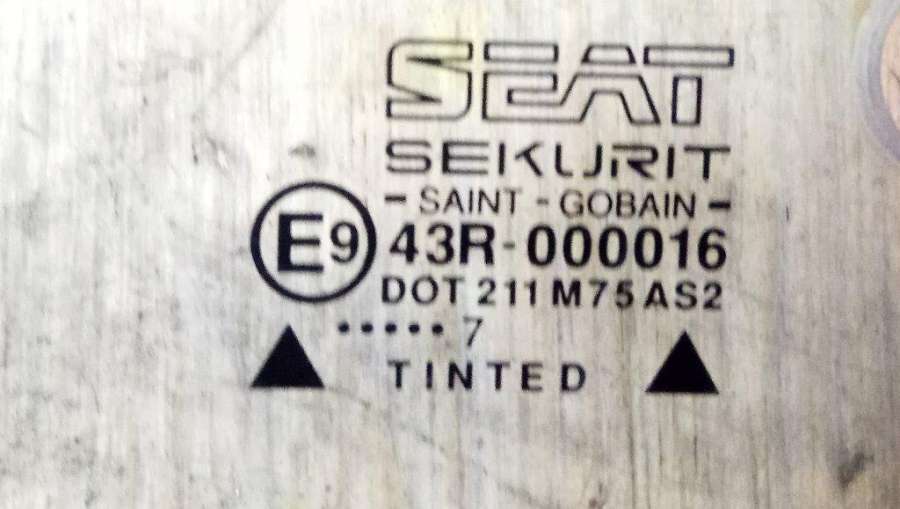 SEAT
SEKURIT
- SAINT - GOBAIN -
E9 43R-000016
DOT 211 M75 AS2
••••• 7
TINTED